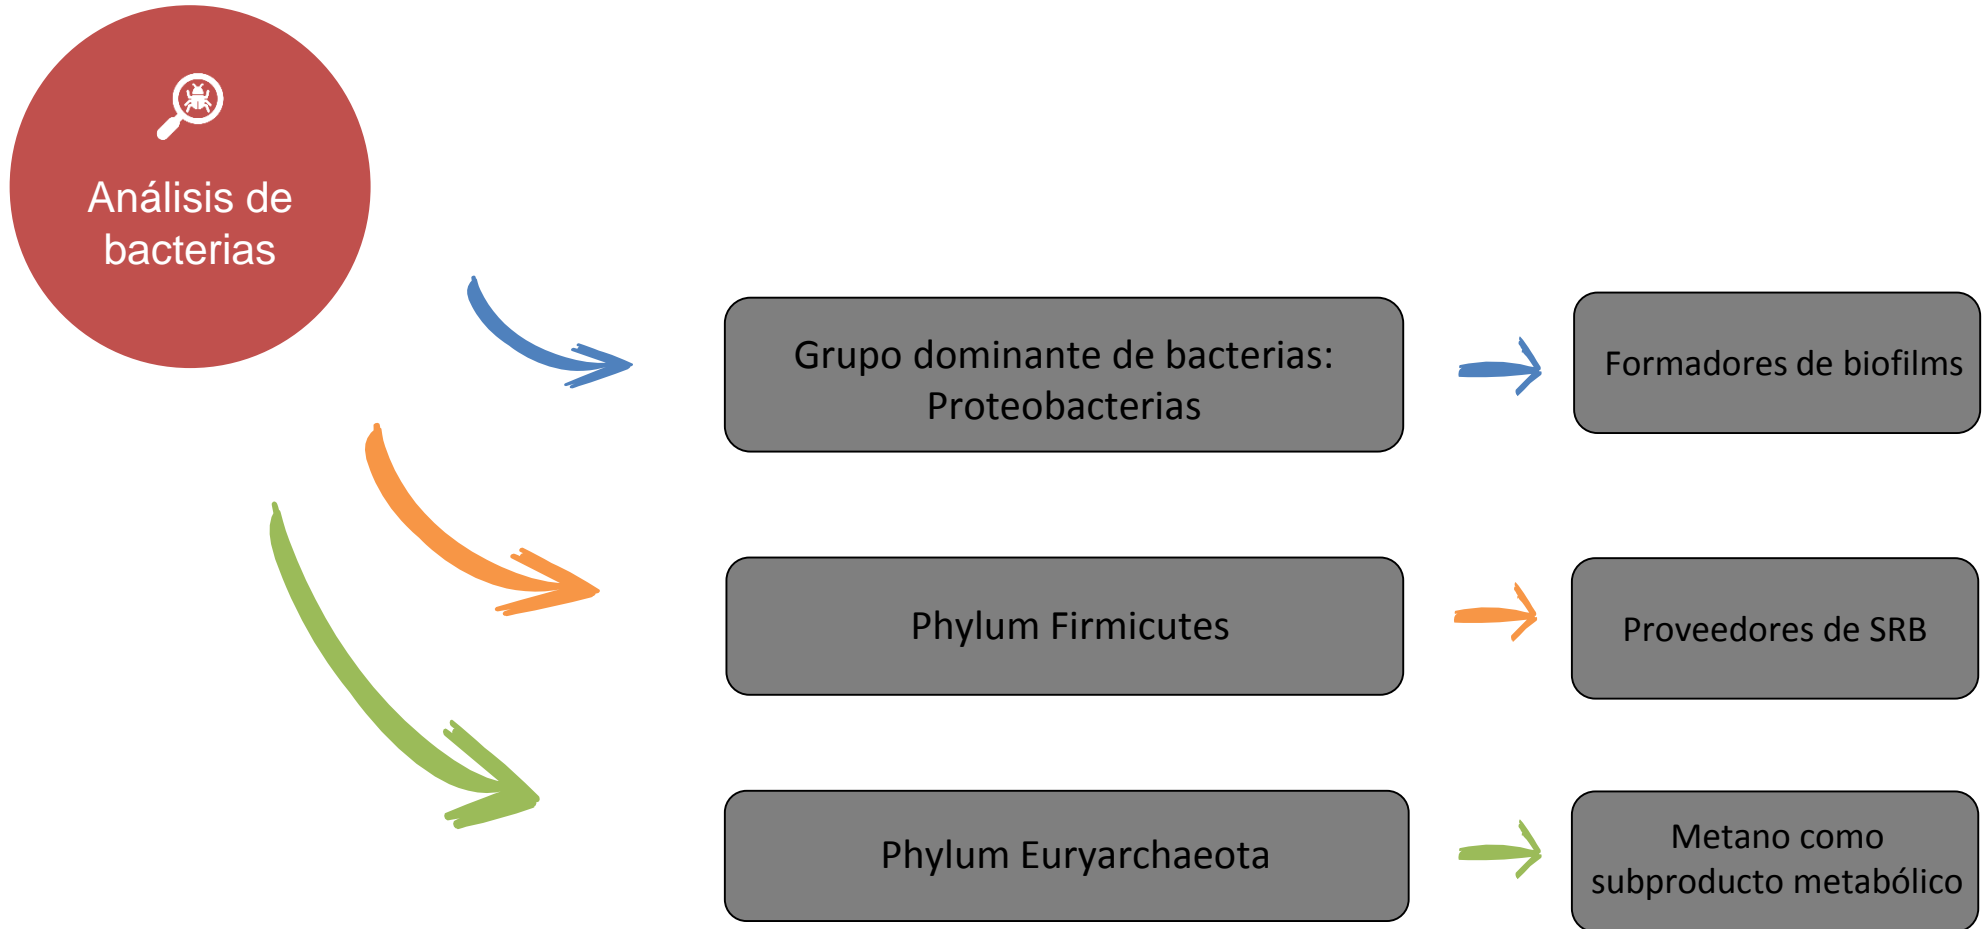 Análisis de
bacterias
Grupo dominante de bacterias:
Proteobacterias
Formadores de biofilms
Phylum Firmicutes
Proveedores de SRB
Phylum Euryarchaeota
Metano como
subproducto metabólico